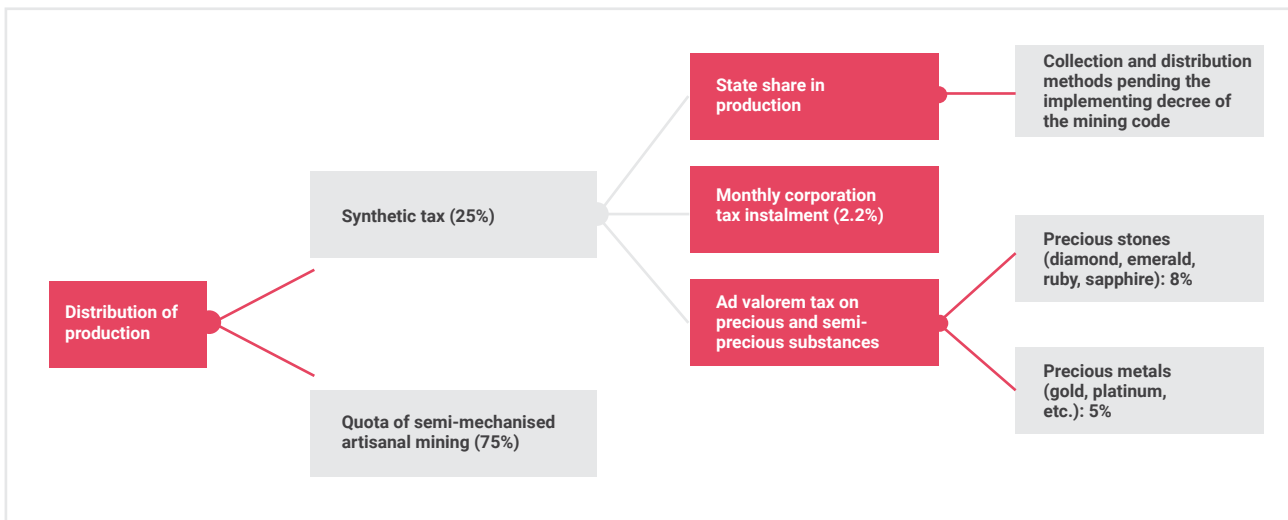 Distribution of
production
Synthetic tax (25%)
Quota of semi-mechanised
artisanal mining (75%)
State share in
production
Monthly corporation
tax instalment (2.2%)
Ad valorem tax on
precious and semi-
precious substances
Collection and distribution
methods pending the
implementing decree of
the mining code
Precious stones
(diamond, emerald,
ruby, sapphire): 8%
Precious metals
(gold, platinum,
etc.): 5%